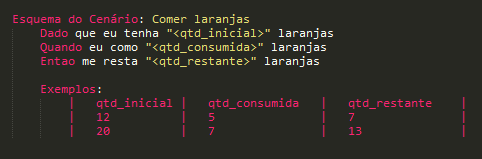 Esquema do Cenário: Comer laranjas
Dado que eu tenha "<qtd_inicial>" laranjas
Quando eu como "<qtd_consumida>" laranjas
Entao me resta "<qtd_restante>" laranjas
Exemplos:
| qtd_inicial | qtd_consumida | qtd_restante |
| 12 | 5 | 7 |
| 20 | 7 | 13 |